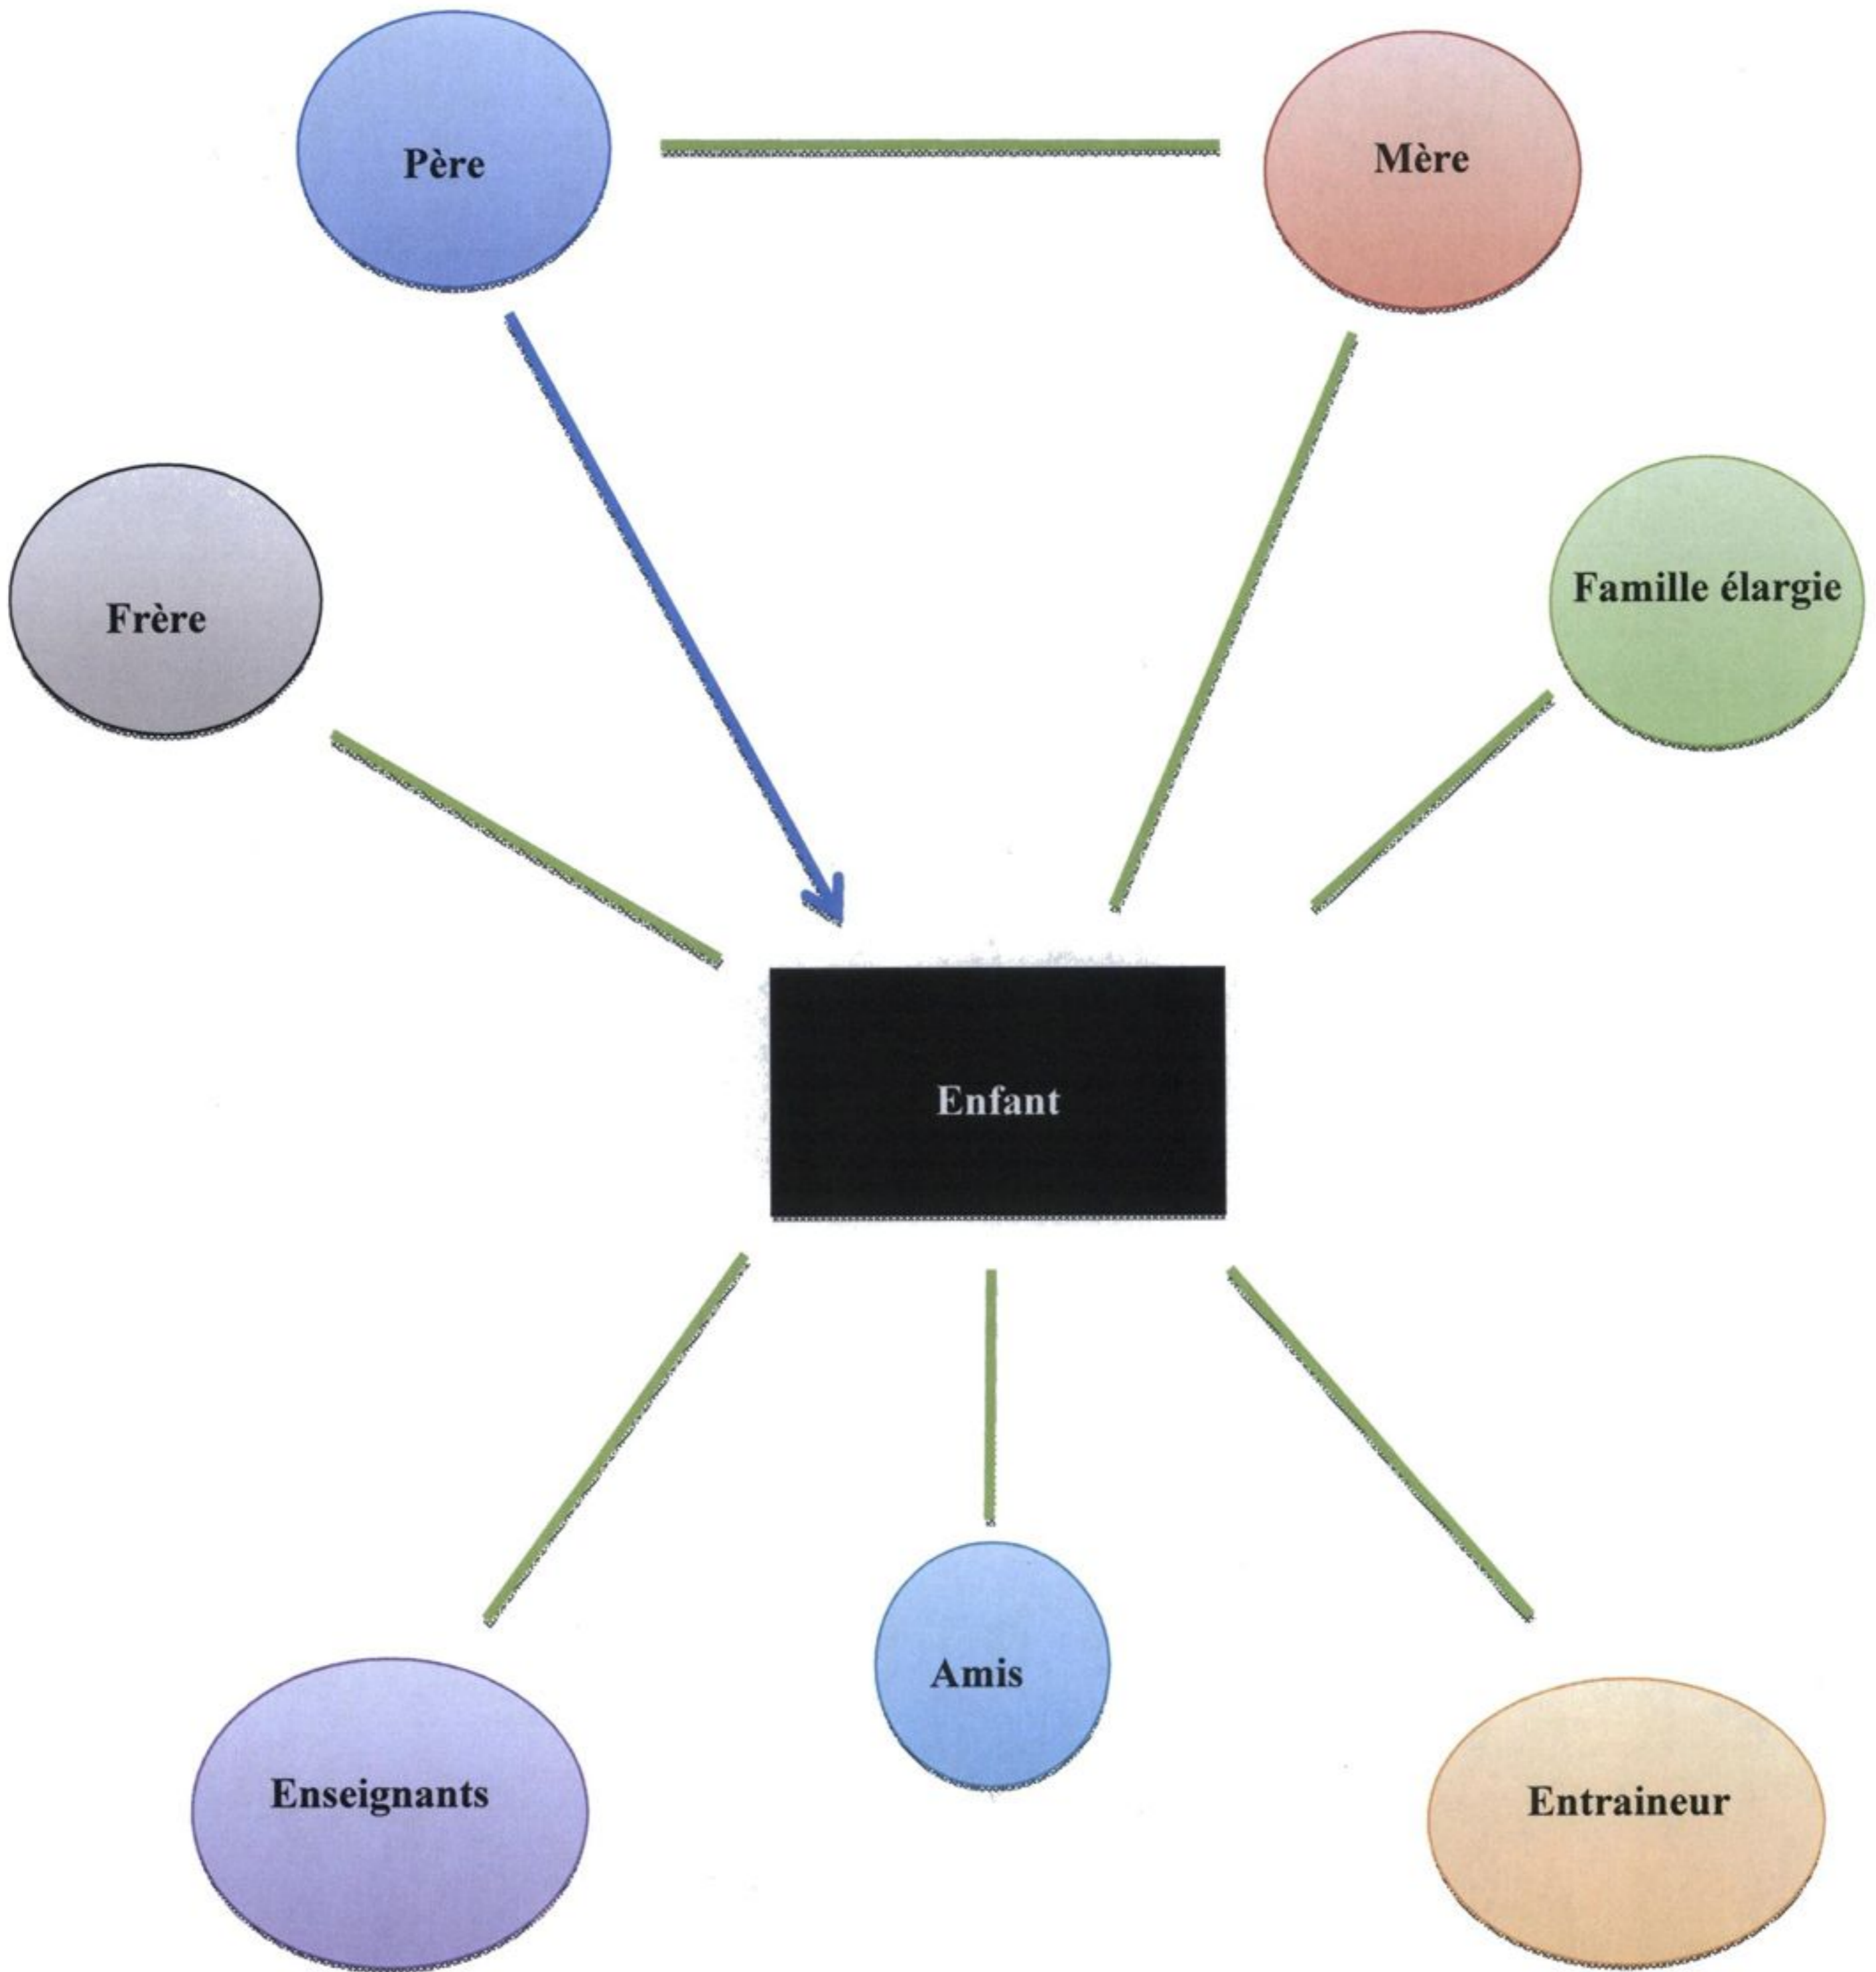 Père
Mère
Frère
Famille élargie
Enfant
Amis
Enseignants
Entraineur